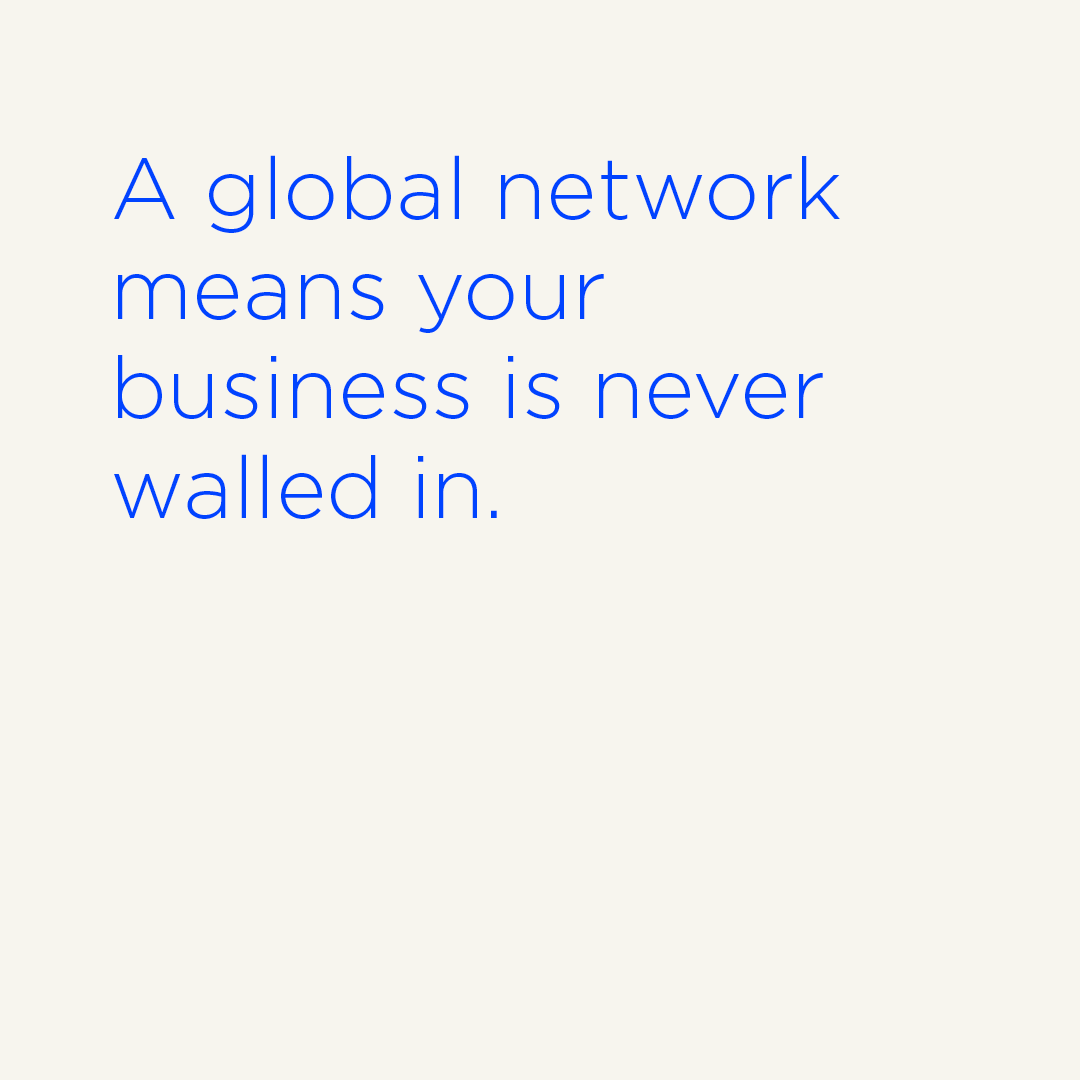 A global network
means your
business is never
walled in.